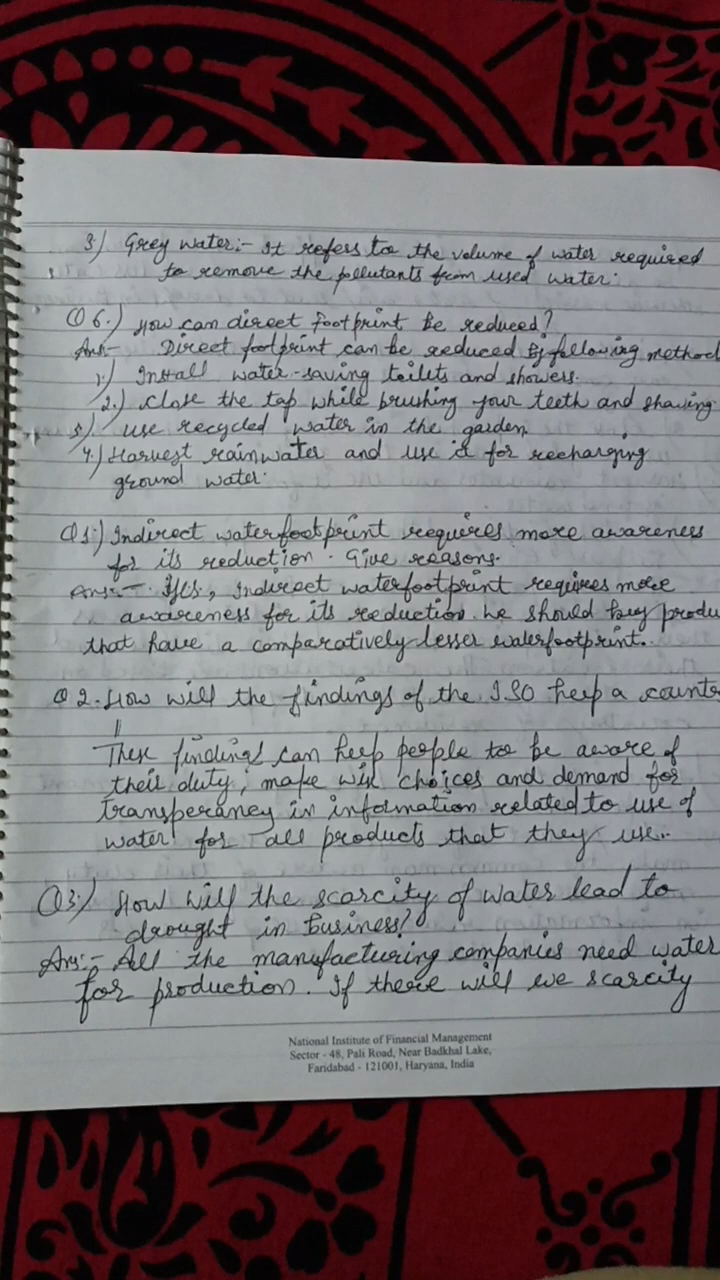 3.) Grey water:- It refers to the volume of water required
to remove the pollutants from used water.
Q 6.) How can direct footprint be reduced?
Ans- Direct footprint can be reduced by following method
1.) Install water-saving toilets and showers.
2.) Close the tap while brushing your teeth and shaving.
3.) Use recycled water in the garden
4.) Harvest rainwater and use it for recharging
ground water.
Q1.) Indirect waterfootprint requires more awareness
for its reduction. Give reasons.
Ans:- Yes, Indirect waterfootprint requires more
awareness for its reduction. We should buy produ
that have a comparatively lesser waterfootprint.
Q 2. How will the findings of the ISO help a countr
These findings can help people to be aware of
their duty, make wise choices and demand for
transperancy in information related to use of
water for all products that they use.
Q3.) How will the scarcity of water lead to
drought in business?
Ans:- All the manufacturing companies need water
for production. If there will we scarcity
National Institute of Financial Management
Sector - 48, Pali Road, Near Badkhal Lake,
Faridabad - 121001, Haryana, India